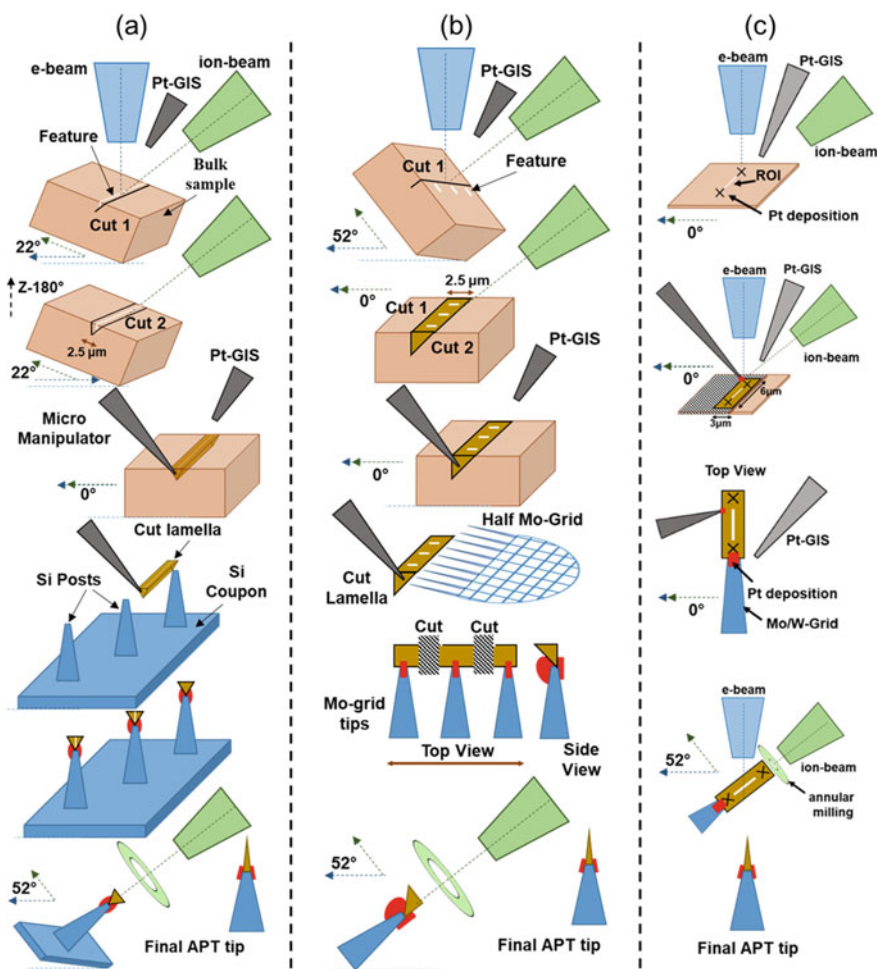 (a)
e-beam
ion-beam
Pt-GIS
Feature
Bulk
sample
Cut 1
22°
Z-180°
Cut 2
2.5 µm
22°
Pt-GIS
Micro
Manipulator
0°
Cut lamella
Si Posts
Si
Coupon
52°
Final APT tip
(b)
Pt-GIS
Cut 1
Feature
52°
2.5 µm
0°
Cut 1
Cut 2
Pt-GIS
0°
Half Mo-Grid
Cut
Lamella
Cut
Cut
Mo-grid
tips
Top View
Side
View
52°
Final APT tip
(c)
Pt-GIS
e-beam
ion-beam
ROI
Pt deposition
0°
Pt-GIS
e-beam
ion-beam
0°
6µm
3µm
Top View
Pt-GIS
Pt deposition
0°
Mo/W-Grid
e-beam
52°
ion-beam
annular
milling
Final APT tip